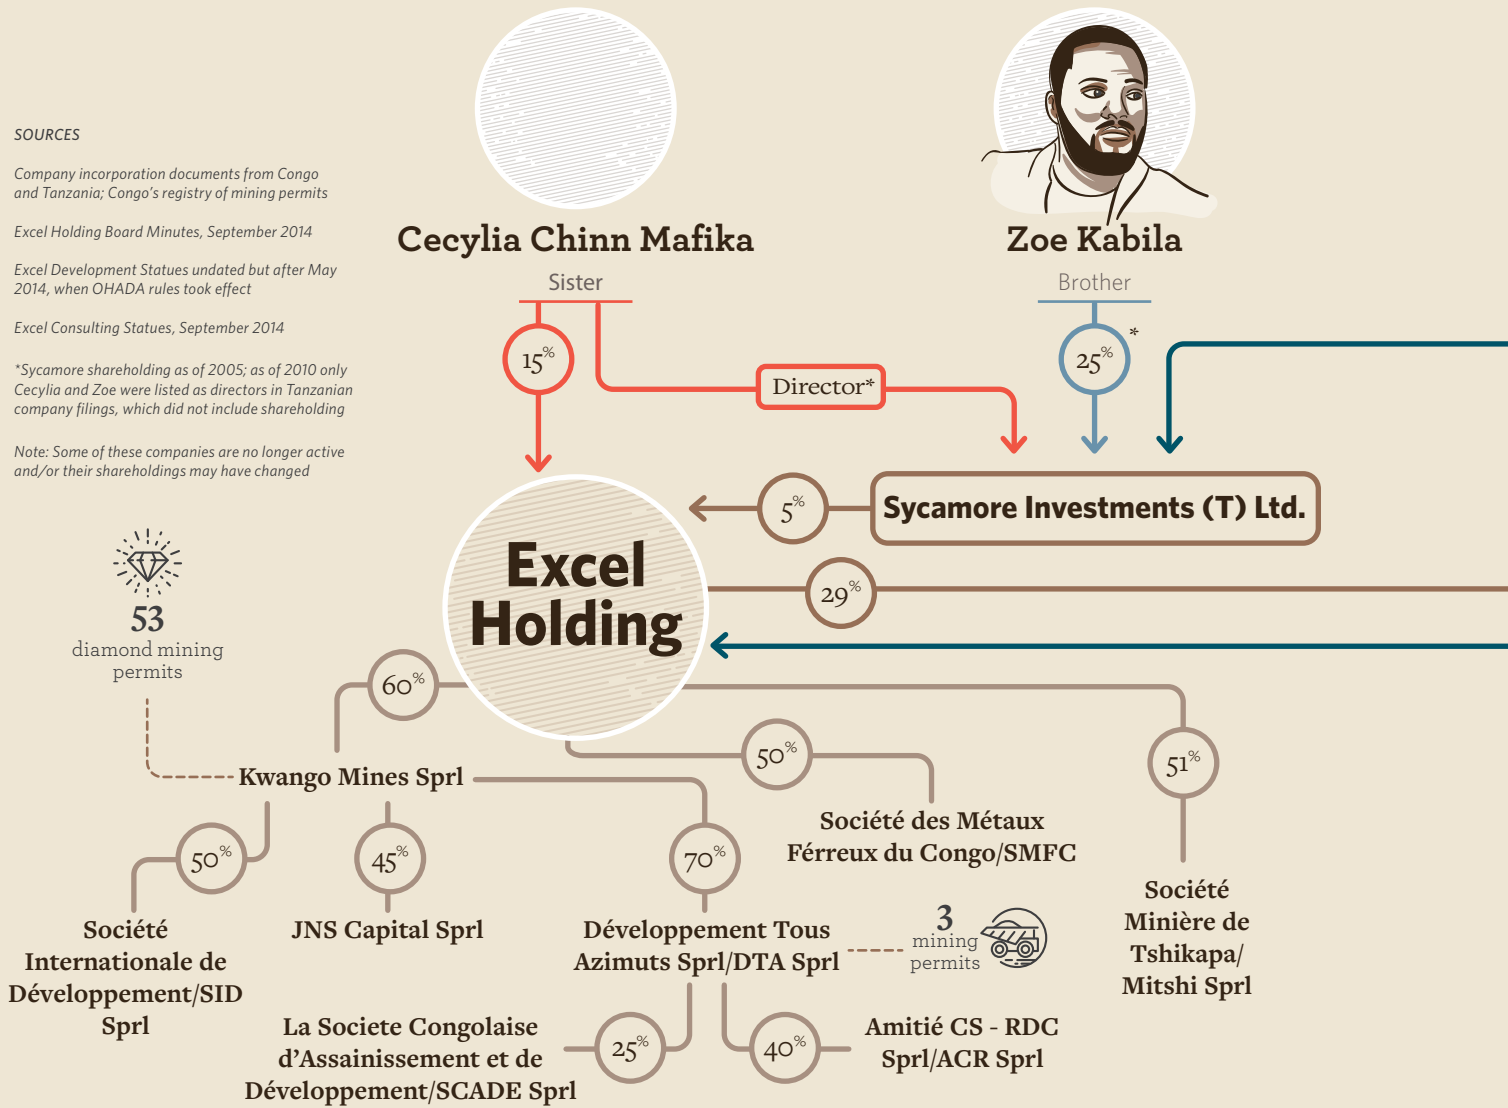 SOURCES
Company incorporation documents from Congo
and Tanzania; Congo's registry of mining permits
Excel Holding Board Minutes, September 2014
Excel Development Statues undated but after May
2014, when OHADA rules took effect
Excel Consulting Statues, September 2014
*Sycamore shareholding as of 2005; as of 2010 only
Cecylia and Zoe were listed as directors in Tanzanian
company filings, which did not include shareholding
Note: Some of these companies are no longer active
and/or their shareholdings may have changed
Cecylia Chinn Mafika
Sister
Zoe Kabila
Brother
15%
Director*
25%
*
5%
Sycamore Investments (T) Ltd.
Excel
Holding
29%
53
diamond mining
permits
60%
50%
51%
Kwango Mines Sprl
Société des Métaux
Férreux du Congo/SMFC
50%
45%
70%
Société
Internationale de
Développement/SID
Sprl
JNS Capital Sprl
Développement Tous
Azimuts Sprl/DTA Sprl
3
mining
permits
Société
Minière de
Tshikapa/
Mitshi Sprl
La Societe Congolaise
d'Assainissement et de
Développement/SCADE Sprl
25%
40%
Amitié CS - RDC
Sprl/ACR Sprl